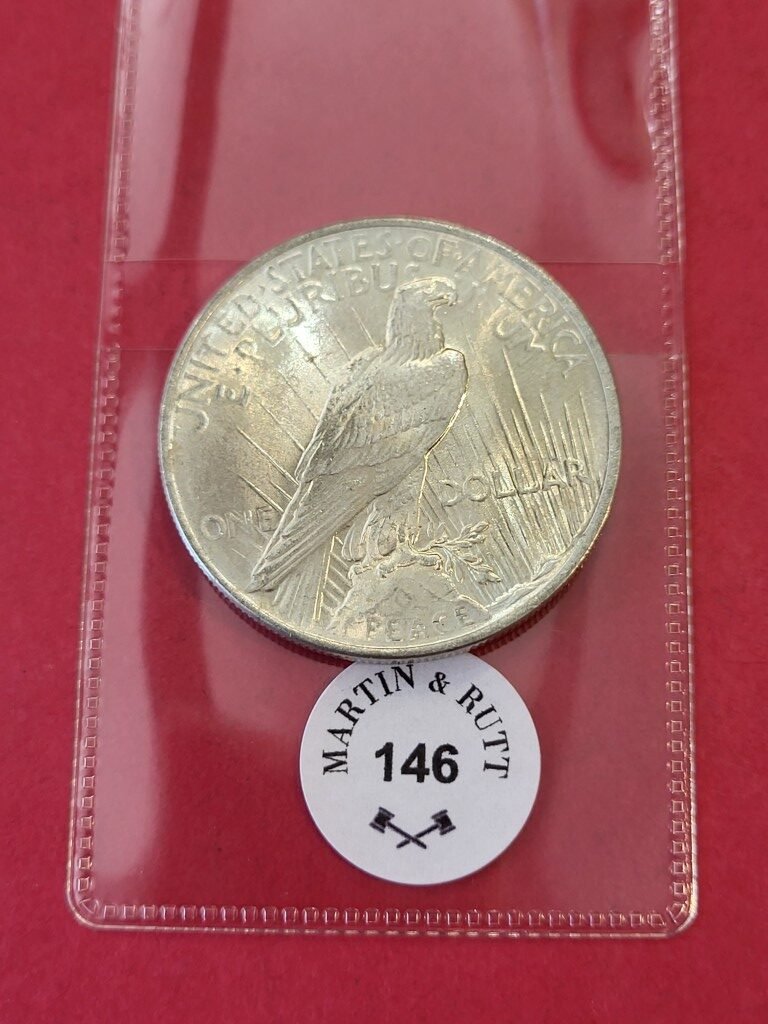 UNITED·STATES·OF·AMERICA
E·PLURIBUS UNUM
ONE DOLLAR
PEACE
MARTIN & RUTT
146